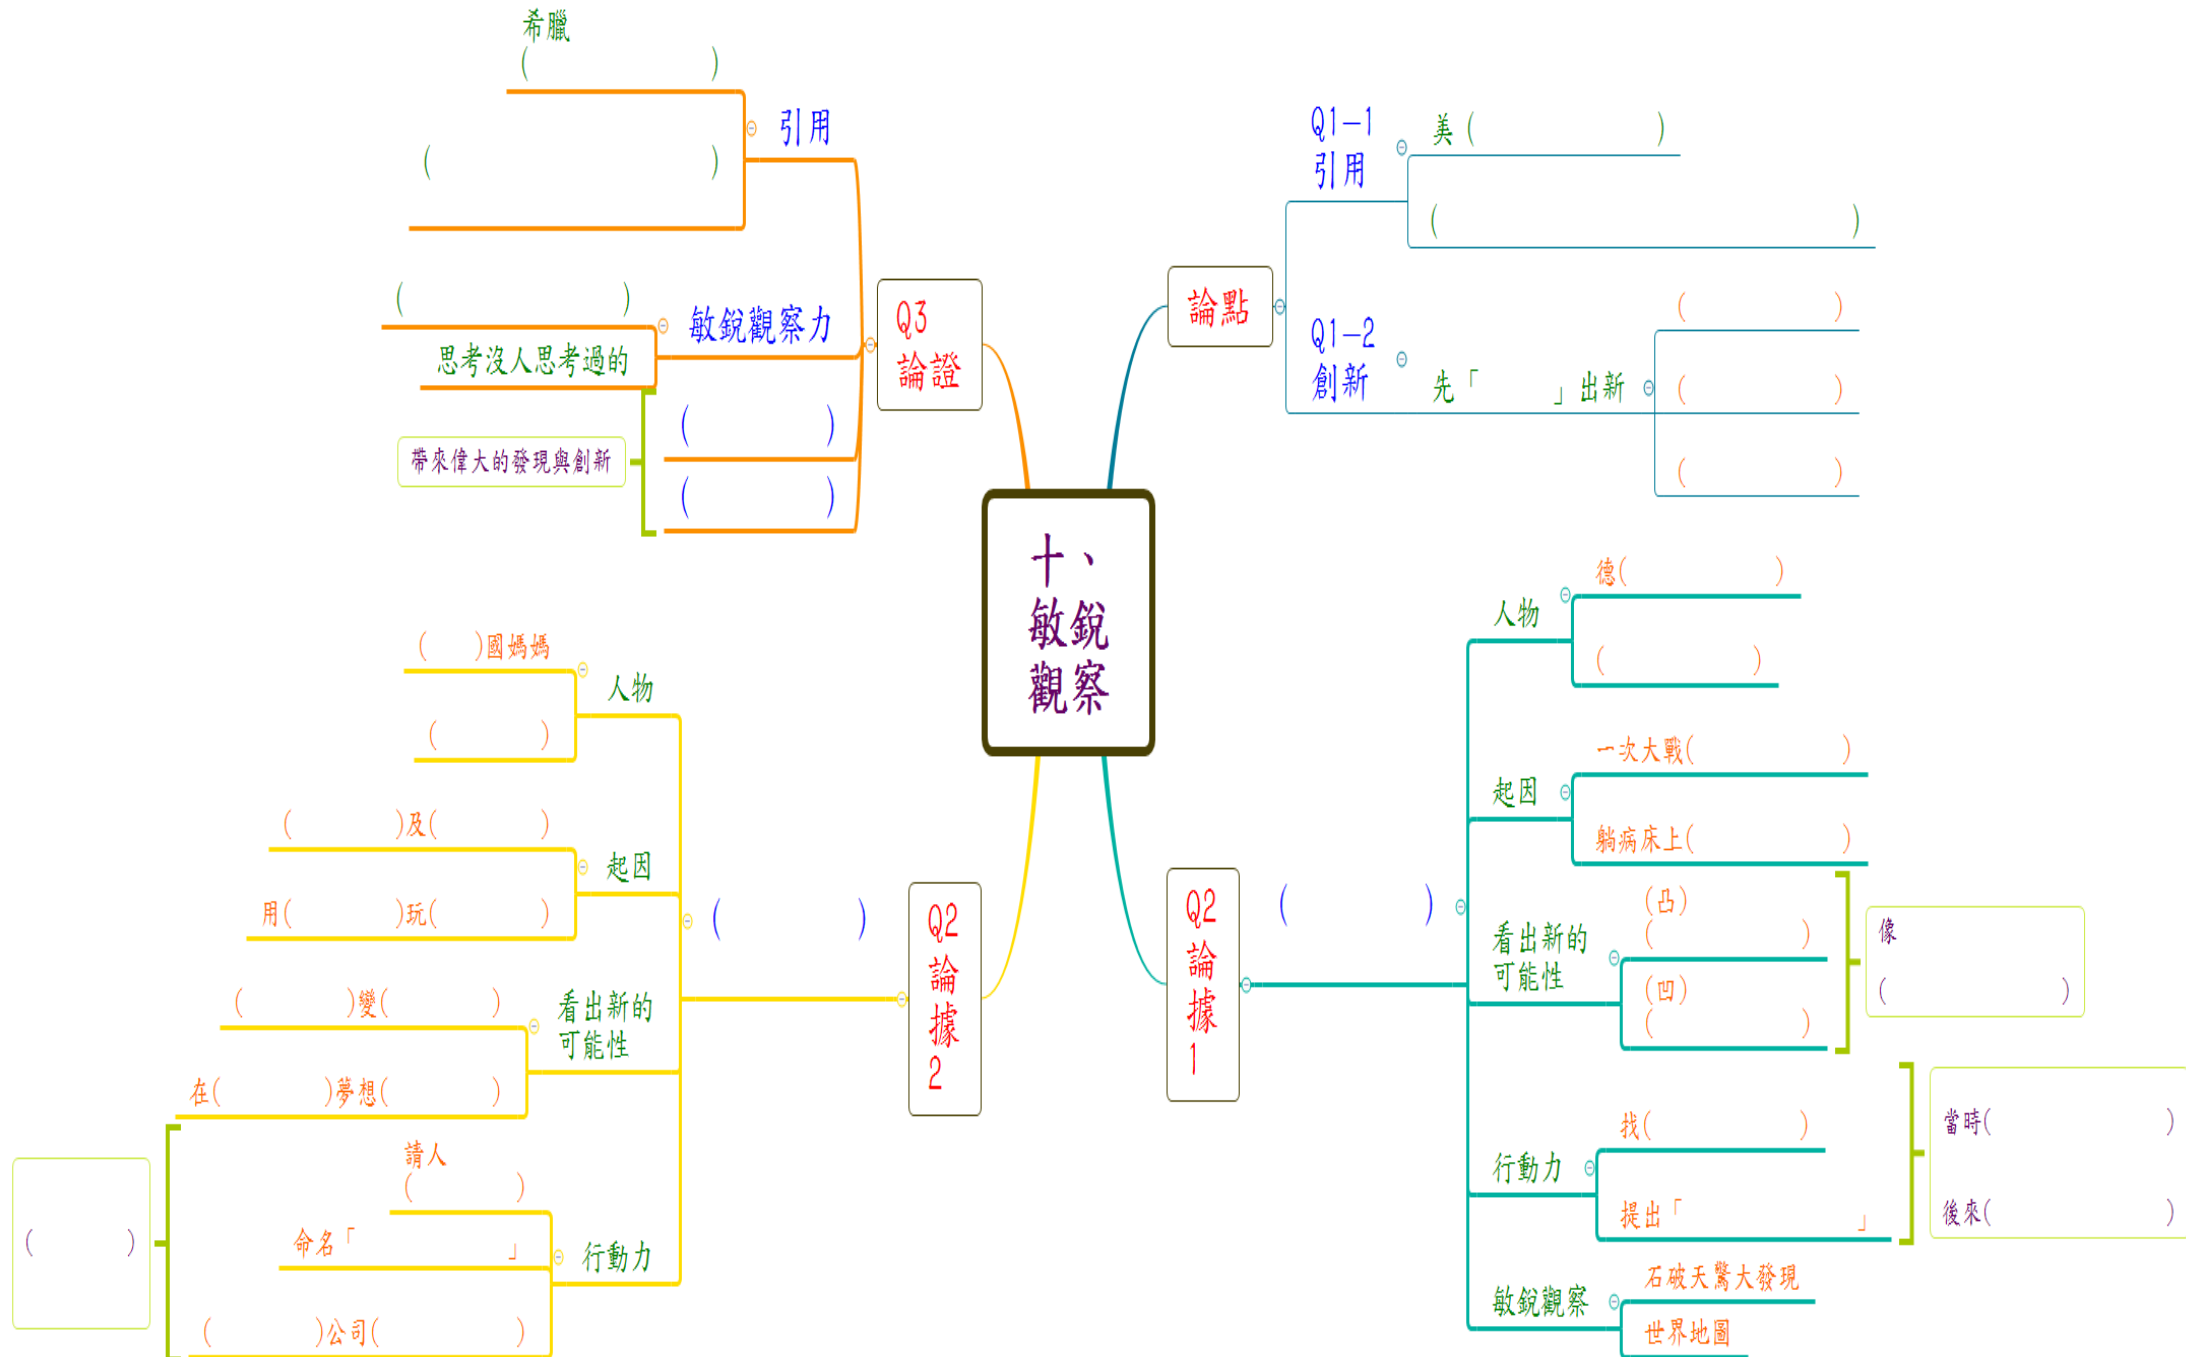 十、
敏銳
觀察
論點
Q1-1
引用
美(　　　　)
(　　　　)
Q1-2
創新
先「　　」出新
(　　　　)
(　　　　)
(　　　　)
Q2
論
據
1
(　　　　)
人物
德(　　　　)
(　　　　)
起因
一次大戰(　　　　)
躺病床上(　　　　)
看出新的
可能性
(凸)
(　　　　)
(凹)
(　　　　)
像
(　　　　)
行動力
找(　　　　)
提出「　　　　」
當時(　　　　)
後來(　　　　)
敏銳觀察
石破天驚大發現
世界地圖
Q2
論
據
2
(　　　　)
人物
(　　)國媽媽
(　　　　)
起因
(　　　　)及(　　　　)
用(　　　　)玩(　　　　)
看出新的
可能性
(　　　　)變(　　　　)
在(　　　　)夢想(　　　　)
行動力
請人
(　　　　)
命名「　　　　」
(　　　　)公司(　　　　)
(　　　　)
Q3
論證
引用
希臘
(　　　　)
(　　　　)
敏銳觀察力
(　　　　)
思考沒人思考過的
(　　　　)
(　　　　)
帶來偉大的發現與創新